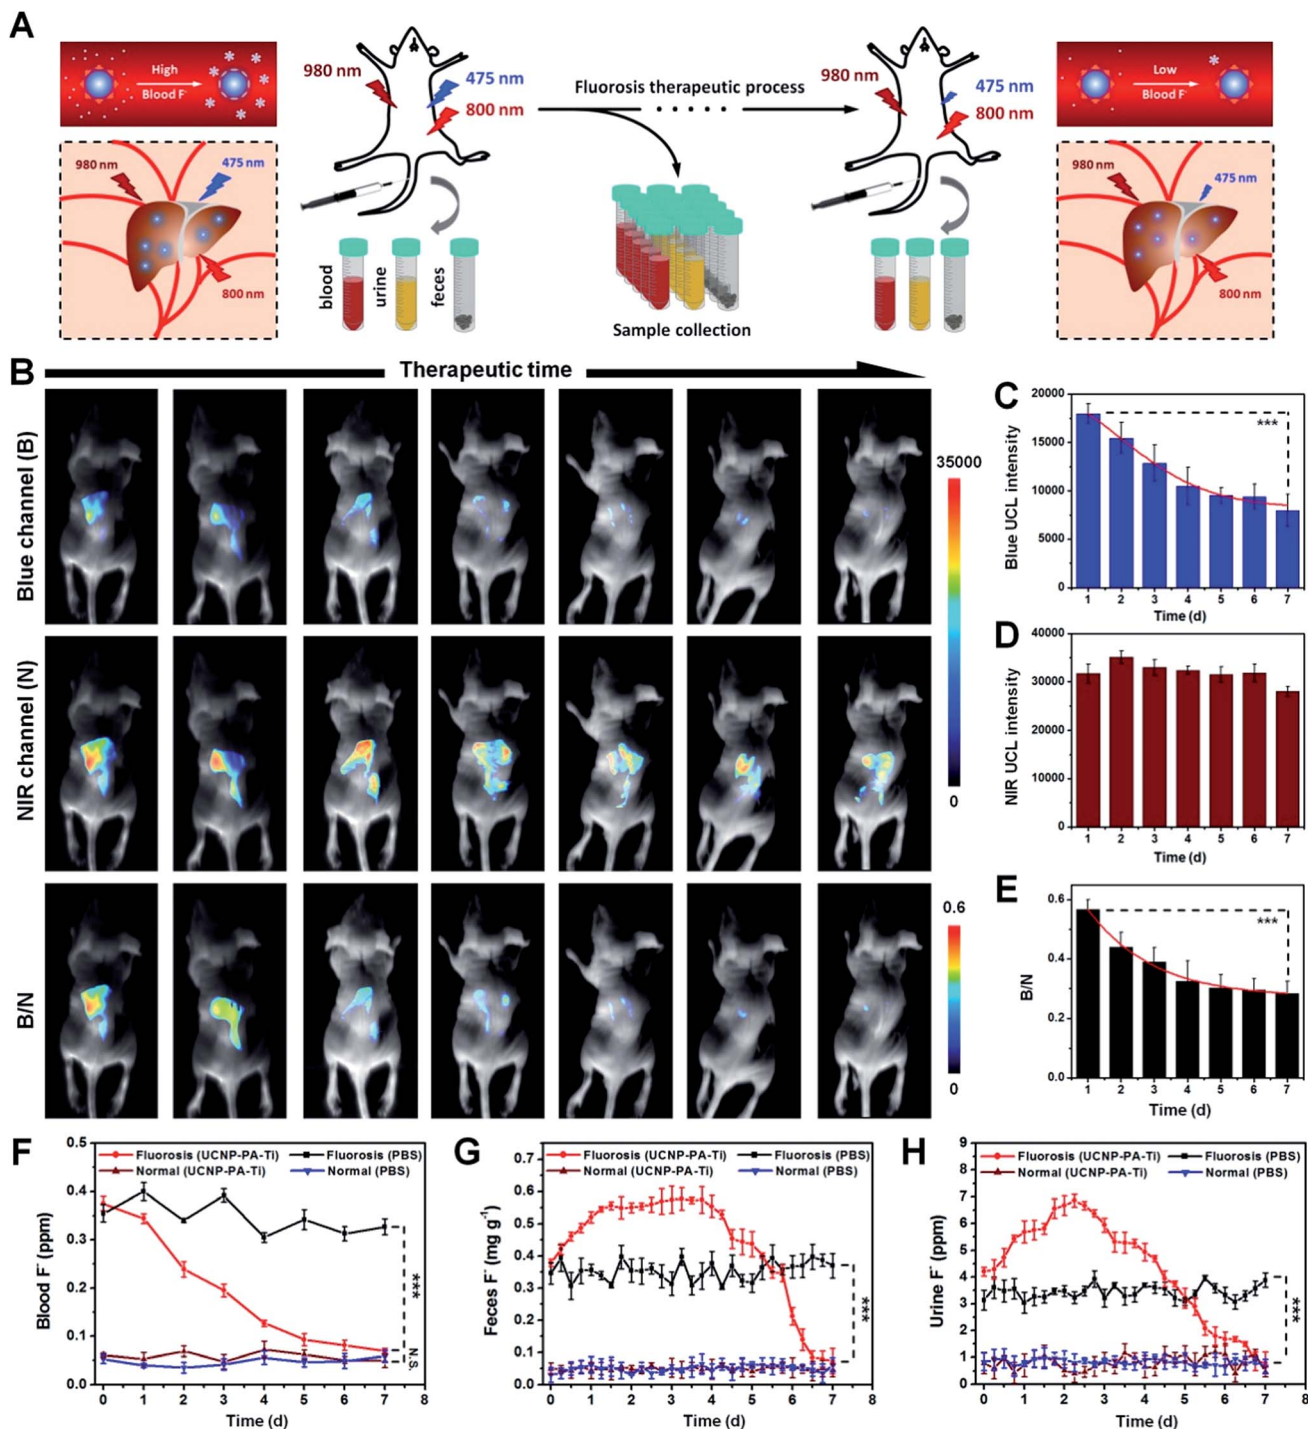 A
High
Blood F-
980 nm
475 nm
800 nm
980 nm
475 nm
800 nm
blood
urine
feces
Fluorosis therapeutic process
Sample collection
980 nm
475 nm
800 nm
Low
Blood F-
980 nm
475 nm
800 nm
B
Therapeutic time
Blue channel (B)
NIR channel (N)
B/N
35000
0
0.6
0
C
Blue UCL intensity
20000
15000
10000
5000
0
***
1 2 3 4 5 6 7
Time (d)
D
NIR UCL intensity
40000
30000
20000
10000
0
1 2 3 4 5 6 7
Time (d)
E
B/N
0.6
0.4
0.2
0.0
***
1 2 3 4 5 6 7
Time (d)
F
Blood F- (ppm)
0.5
0.4
0.3
0.2
0.1
0.0
Fluorosis (UCNP-PA-Ti) Fluorosis (PBS)
Normal (UCNP-PA-Ti) Normal (PBS)
***
N.S.
0 1 2 3 4 5 6 7 8
Time (d)
G
Feces F- (mg g-1)
0.7
0.6
0.5
0.4
0.3
0.2
0.1
0.0
Fluorosis (UCNP-PA-Ti) Fluorosis (PBS)
Normal (UCNP-PA-Ti) Normal (PBS)
***
0 1 2 3 4 5 6 7 8
Time (d)
H
Urine F- (ppm)
9
8
7
6
5
4
3
2
1
0
Fluorosis (UCNP-PA-Ti) Fluorosis (PBS)
Normal (UCNP-PA-Ti) Normal (PBS)
***
0 1 2 3 4 5 6 7 8
Time (d)